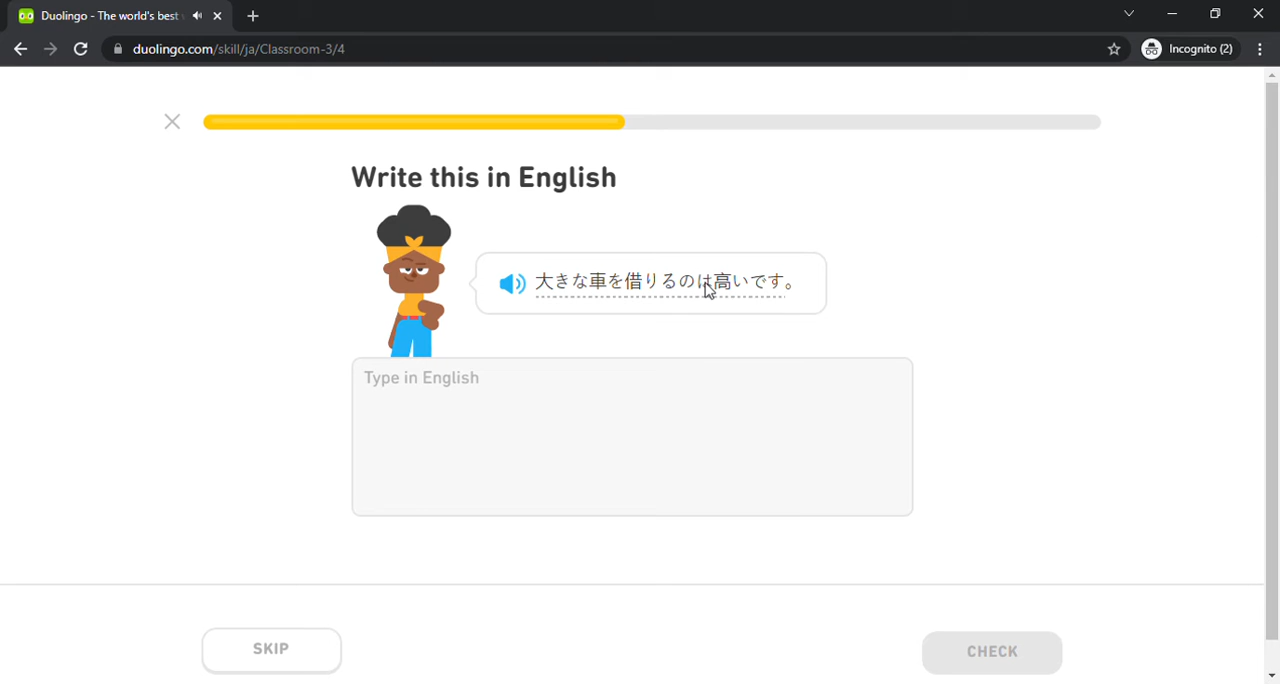 Duolingo - The world's best
duolingo.com/skill/ja/Classroom-3/4
Incognito (2)
Write this in English
大きな車を借りるのは高いです。
Type in English
SKIP
CHECK